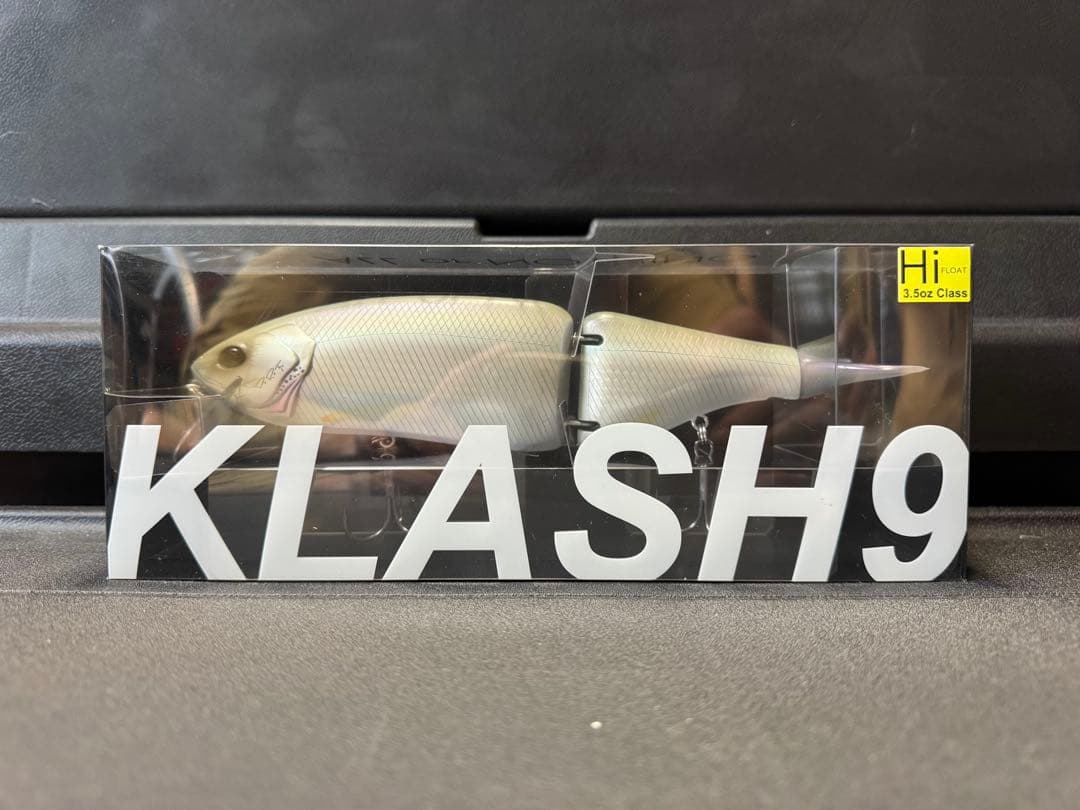 Hi FLOAT
3.5oz Class
KLASH9